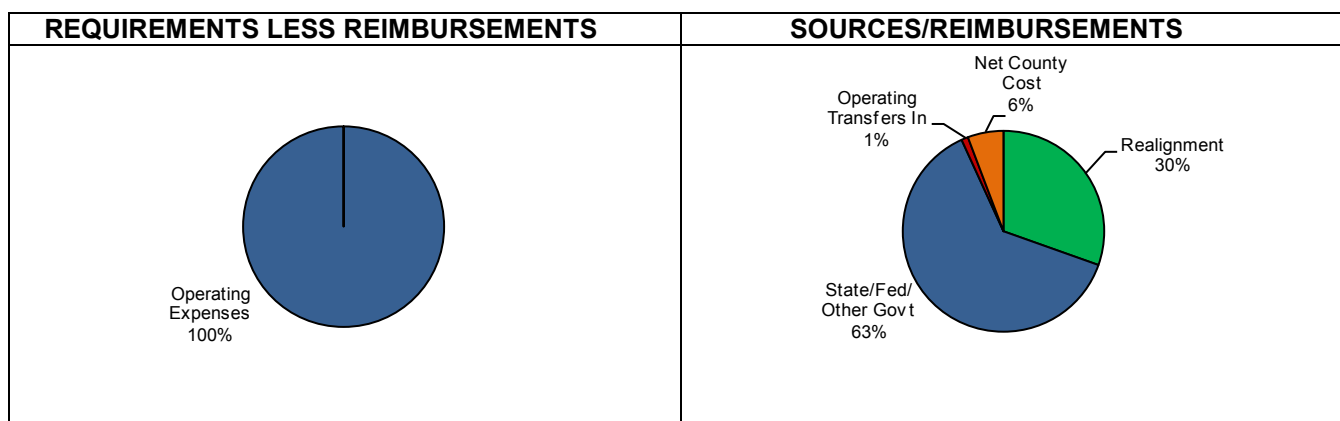 REQUIREMENTS LESS REIMBURSEMENTS
Operating
Expenses
100%
SOURCES/REIMBURSEMENTS
Net County
Cost
6%
Operating
Transfers In
1%
Realignment
30%
State/Fed/
Other Govt
63%